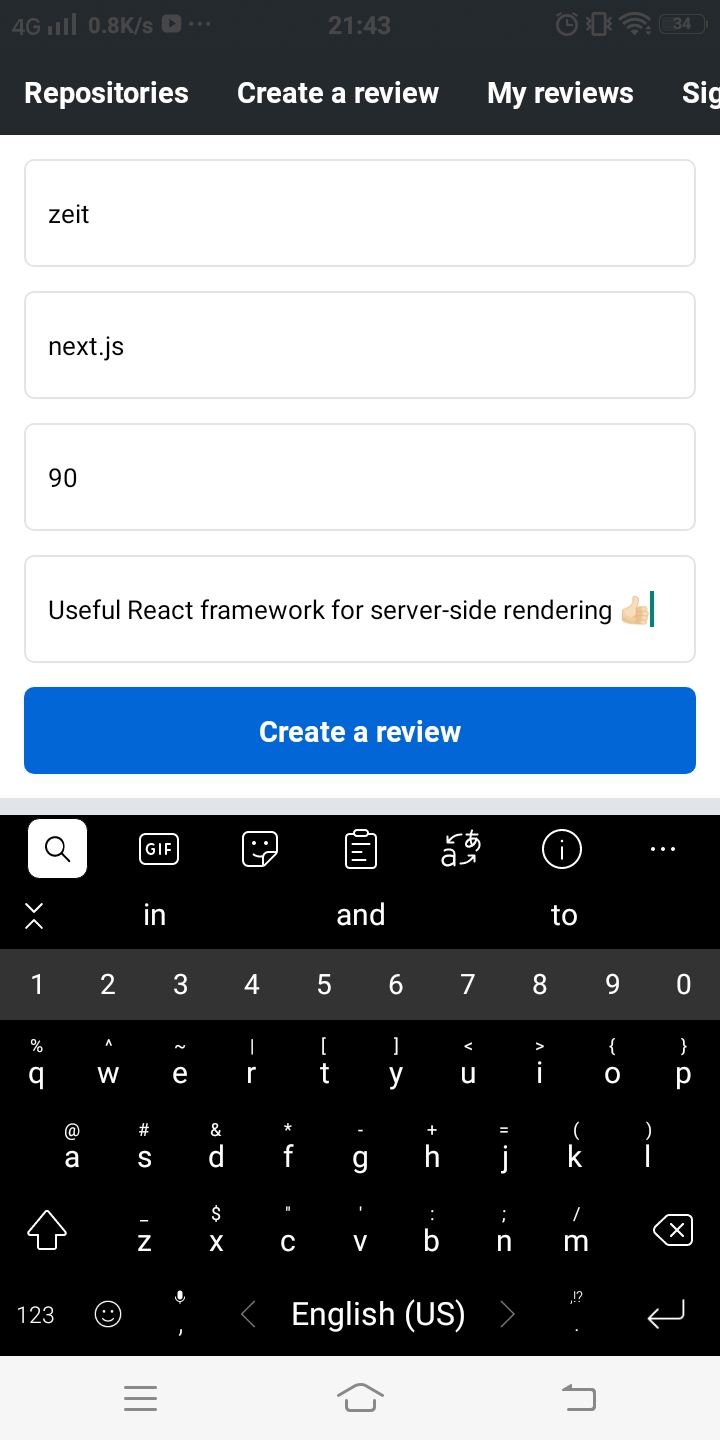 4G 0.8K/s ... 21:43 34
Repositories Create a review My reviews Sig
zeit
next.js
90
Useful React framework for server-side rendering 👍🏻
Create a review
GIF aあ i ...
in and to
1 2 3 4 5 6 7 8 9 0
% ^ ~ | [ ] < > { }
q w e r t y u i o p
@ # & * - + = ( )
a s d f g h j k l
_ $ " ' : ; /
z x c v b n m
,!?
123 , < English (US) > .